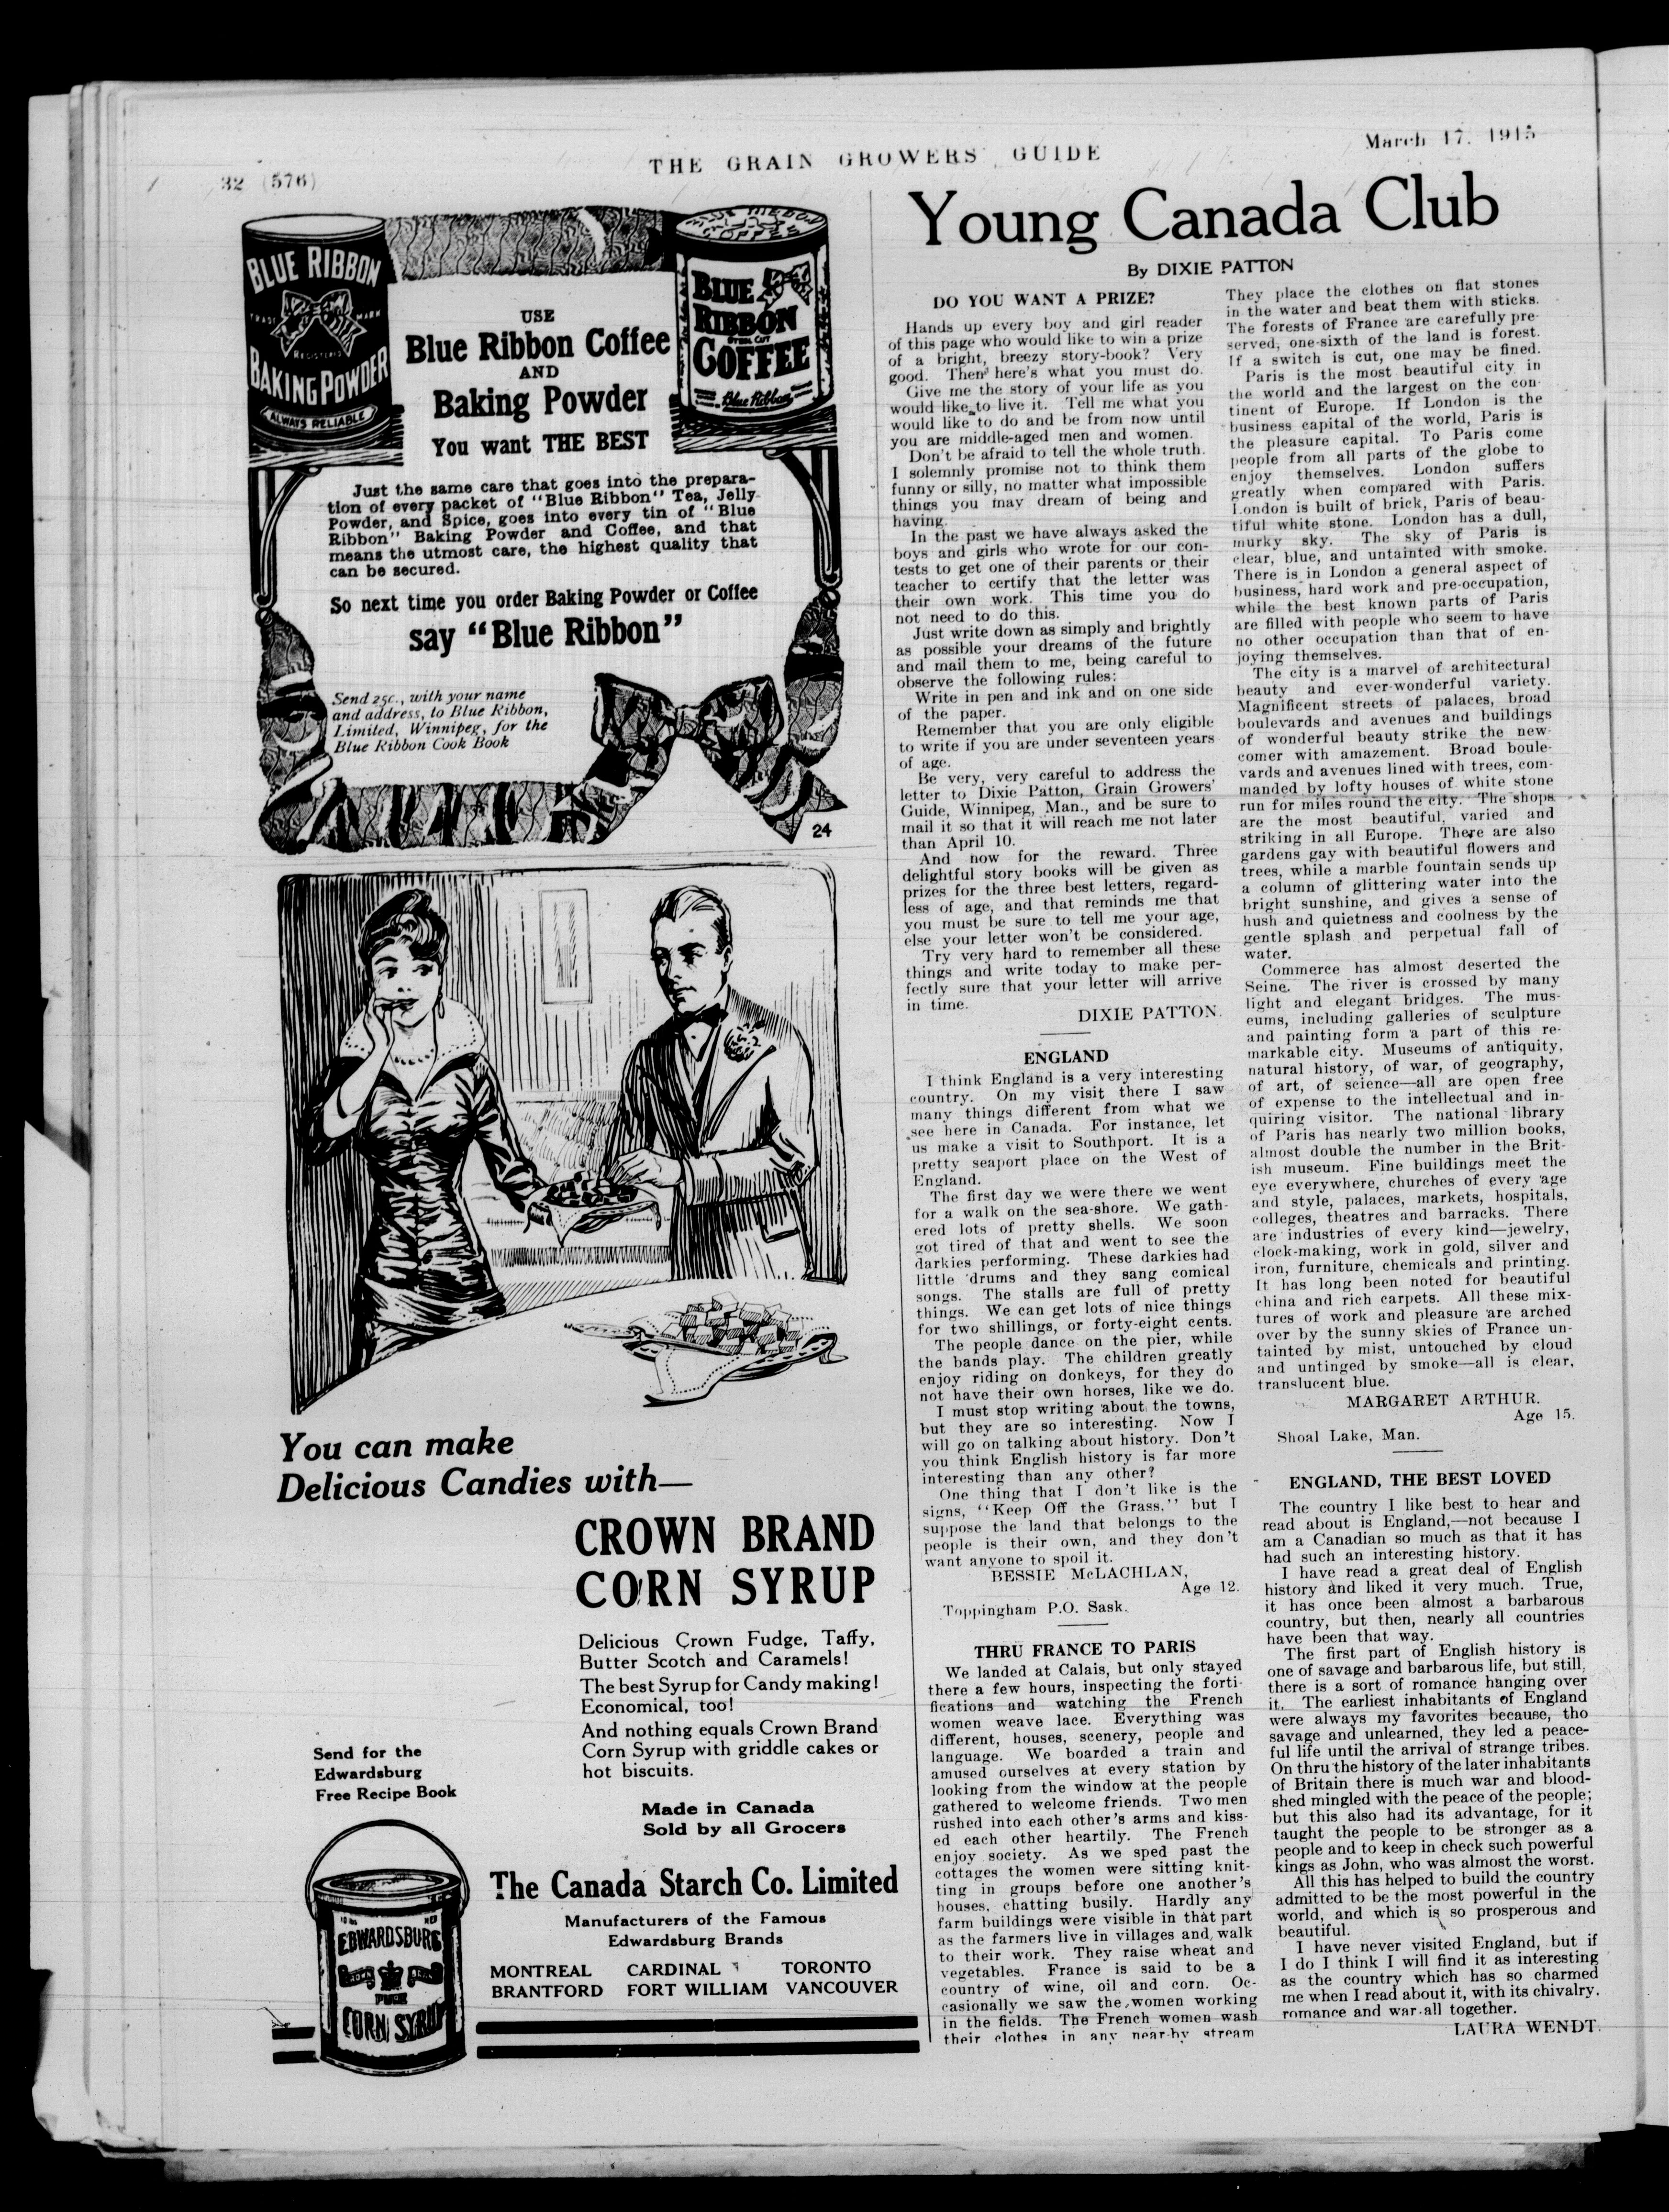 32 (576)
THE GRAIN GROWERS' GUIDE
March 17, 1915
BLUE RIBBON
TRADE MARK
REGISTERED
BAKING POWDER
ALWAYS RELIABLE
BLUE RIBBON
COFFEE
BLUE
RIBBON
STEEL CUT
COFFEE
Blue Ribbon
USE
Blue Ribbon Coffee
AND
Baking Powder
You want THE BEST
Just the same care that goes into the prepara-
tion of every packet of "Blue Ribbon" Tea, Jelly
Powder, and Spice, goes into every tin of "Blue
Ribbon" Baking Powder and Coffee, and that
means the utmost care, the highest quality that
can be secured.
So next time you order Baking Powder or Coffee
say "Blue Ribbon"
Send 25c., with your name
and address, to Blue Ribbon,
Limited, Winnipeg, for the
Blue Ribbon Cook Book
24
You can make
Delicious Candies with—
CROWN BRAND
CORN SYRUP
Delicious Crown Fudge, Taffy,
Butter Scotch and Caramels!
The best Syrup for Candy making!
Economical, too!
And nothing equals Crown Brand
Corn Syrup with griddle cakes or
hot biscuits.
Send for the
Edwardsburg
Free Recipe Book
Made in Canada
Sold by all Grocers
The Canada Starch Co. Limited
Manufacturers of the Famous
Edwardsburg Brands
MONTREAL CARDINAL TORONTO
BRANTFORD FORT WILLIAM VANCOUVER
EDWARDSBURG
PURE
CORN SYRUP
Young Canada Club
By DIXIE PATTON
DO YOU WANT A PRIZE?
Hands up every boy and girl reader
of this page who would like to win a prize
of a bright, breezy story-book? Very
good. Then here's what you must do.
Give me the story of your life as you
would like to live it. Tell me what you
would like to do and be from now until
you are middle-aged men and women.
Don't be afraid to tell the whole truth.
I solemnly promise not to think them
funny or silly, no matter what impossible
things you may dream of being and
having.
In the past we have always asked the
boys and girls who wrote for our con-
tests to get one of their parents or their
teacher to certify that the letter was
their own work. This time you do
not need to do this.
Just write down as simply and brightly
as possible your dreams of the future
and mail them to me, being careful to
observe the following rules:
Write in pen and ink and on one side
of the paper.
Remember that you are only eligible
to write if you are under seventeen years
of age.
Be very, very careful to address the
letter to Dixie Patton, Grain Growers'
Guide, Winnipeg, Man., and be sure to
mail it so that it will reach me not later
than April 10.
And now for the reward. Three
delightful story books will be given as
prizes for the three best letters, regard-
less of age, and that reminds me that
you must be sure to tell me your age,
else your letter won't be considered.
Try very hard to remember all these
things and write today to make per-
fectly sure that your letter will arrive
in time.
DIXIE PATTON.
ENGLAND
I think England is a very interesting
country. On my visit there I saw
many things different from what we
see here in Canada. For instance, let
us make a visit to Southport. It is a
pretty seaport place on the West of
England.
The first day we were there we went
for a walk on the sea-shore. We gath-
ered lots of pretty shells. We soon
got tired of that and went to see the
darkies performing. These darkies had
little drums and they sang comical
songs. The stalls are full of pretty
things. We can get lots of nice things
for two shillings, or forty-eight cents.
The people dance on the pier, while
the bands play. The children greatly
enjoy riding on donkeys, for they do
not have their own horses, like we do.
I must stop writing about the towns,
but they are so interesting. Now I
will go on talking about history. Don't
you think English history is far more
interesting than any other?
One thing that I don't like is the
signs, "Keep Off the Grass," but I
suppose the land that belongs to the
people is their own, and they don't
want anyone to spoil it.
BESSIE McLACHLAN,
Age 12.
Toppingham P.O. Sask.
THRU FRANCE TO PARIS
We landed at Calais, but only stayed
there a few hours, inspecting the forti-
fications and watching the French
women weave lace. Everything was
different, houses, scenery, people and
language. We boarded a train and
amused ourselves at every station by
looking from the window at the people
gathered to welcome friends. Two men
rushed into each other's arms and kiss-
ed each other heartily. The French
enjoy society. As we sped past the
cottages the women were sitting knit-
ting in groups before one another's
houses, chatting busily. Hardly any
farm buildings were visible in that part
as the farmers live in villages and walk
to their work. They raise wheat and
vegetables. France is said to be a
country of wine, oil and corn. Oc-
casionally we saw the women working
in the fields. The French women wash
their clothes in any near-by stream
They place the clothes on flat stones
in the water and beat them with sticks.
The forests of France are carefully pre-
served, one-sixth of the land is forest.
If a switch is cut, one may be fined.
Paris is the most beautiful city in
the world and the largest on the con-
tinent of Europe. If London is the
business capital of the world, Paris is
the pleasure capital. To Paris come
people from all parts of the globe to
enjoy themselves. London suffers
greatly when compared with Paris.
London is built of brick, Paris of beau-
tiful white stone. London has a dull,
murky sky. The sky of Paris is
clear, blue, and untainted with smoke.
There is in London a general aspect of
business, hard work and pre-occupation,
while the best known parts of Paris
are filled with people who seem to have
no other occupation than that of en-
joying themselves.
The city is a marvel of architectural
beauty and ever-wonderful variety.
Magnificent streets of palaces, broad
boulevards and avenues and buildings
of wonderful beauty strike the new-
comer with amazement. Broad boule-
vards and avenues lined with trees, com-
manded by lofty houses of white stone
run for miles round the city. The shops
are the most beautiful, varied and
striking in all Europe. There are also
gardens gay with beautiful flowers and
trees, while a marble fountain sends up
a column of glittering water into the
bright sunshine, and gives a sense of
hush and quietness and coolness by the
gentle splash and perpetual fall of
water.
Commerce has almost deserted the
Seine. The river is crossed by many
light and elegant bridges. The mus-
eums, including galleries of sculpture
and painting form a part of this re-
markable city. Museums of antiquity,
natural history, of war, of geography,
of art, of science—all are open free
of expense to the intellectual and in-
quiring visitor. The national library
of Paris has nearly two million books,
almost double the number in the Brit-
ish museum. Fine buildings meet the
eye everywhere, churches of every age
and style, palaces, markets, hospitals,
colleges, theatres and barracks. There
are industries of every kind—jewelry,
clock-making, work in gold, silver and
iron, furniture, chemicals and printing.
It has long been noted for beautiful
china and rich carpets. All these mix-
tures of work and pleasure are arched
over by the sunny skies of France un-
tainted by mist, untouched by cloud
and untinged by smoke—all is clear,
translucent blue.
MARGARET ARTHUR.
Age 15.
Shoal Lake, Man.
ENGLAND, THE BEST LOVED
The country I like best to hear and
read about is England,—not because I
am a Canadian so much as that it has
had such an interesting history.
I have read a great deal of English
history and liked it very much. True,
it has once been almost a barbarous
country, but then, nearly all countries
have been that way.
The first part of English history is
one of savage and barbarous life, but still,
there is a sort of romance hanging over
it. The earliest inhabitants of England
were always my favorites because, tho
savage and unlearned, they led a peace-
ful life until the arrival of strange tribes.
On thru the history of the later inhabitants
of Britain there is much war and blood-
shed mingled with the peace of the people;
but this also had its advantage, for it
taught the people to be stronger as a
people and to keep in check such powerful
kings as John, who was almost the worst.
All this has helped to build the country
admitted to be the most powerful in the
world, and which is so prosperous and
beautiful.
I have never visited England, but if
I do I think I will find it as interesting
as the country which has so charmed
me when I read about it, with its chivalry,
romance and war all together.
LAURA WENDT.